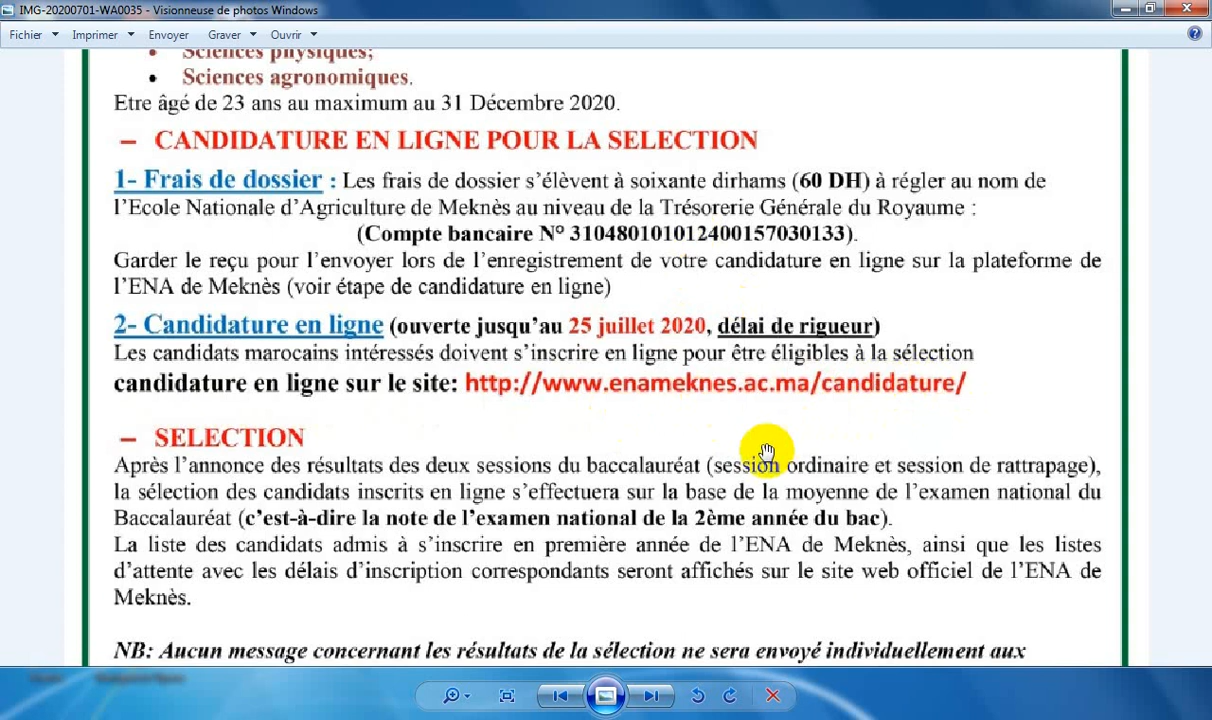 IMG-20200701-WA0035 - Visionneuse de photos Windows
Fichier Imprimer Envoyer Graver Ouvrir
• Sciences physiques;
• Sciences agronomiques.
Etre âgé de 23 ans au maximum au 31 Décembre 2020.
– CANDIDATURE EN LIGNE POUR LA SELECTION
1- Frais de dossier : Les frais de dossier s’élèvent à soixante dirhams (60 DH) à régler au nom de
l’Ecole Nationale d’Agriculture de Meknès au niveau de la Trésorerie Générale du Royaume :
(Compte bancaire N° 310480101012400157030133).
Garder le reçu pour l’envoyer lors de l’enregistrement de votre candidature en ligne sur la plateforme de
l’ENA de Meknès (voir étape de candidature en ligne)
2- Candidature en ligne (ouverte jusqu’au 25 juillet 2020, délai de rigueur)
Les candidats marocains intéressés doivent s’inscrire en ligne pour être éligibles à la sélection
candidature en ligne sur le site: http://www.enameknes.ac.ma/candidature/
– SELECTION
Après l’annonce des résultats des deux sessions du baccalauréat (session ordinaire et session de rattrapage),
la sélection des candidats inscrits en ligne s’effectuera sur la base de la moyenne de l’examen national du
Baccalauréat (c’est-à-dire la note de l’examen national de la 2ème année du bac).
La liste des candidats admis à s’inscrire en première année de l’ENA de Meknès, ainsi que les listes
d’attente avec les délais d’inscription correspondants seront affichés sur le site web officiel de l’ENA de
Meknès.
NB: Aucun message concernant les résultats de la sélection ne sera envoyé individuellement aux